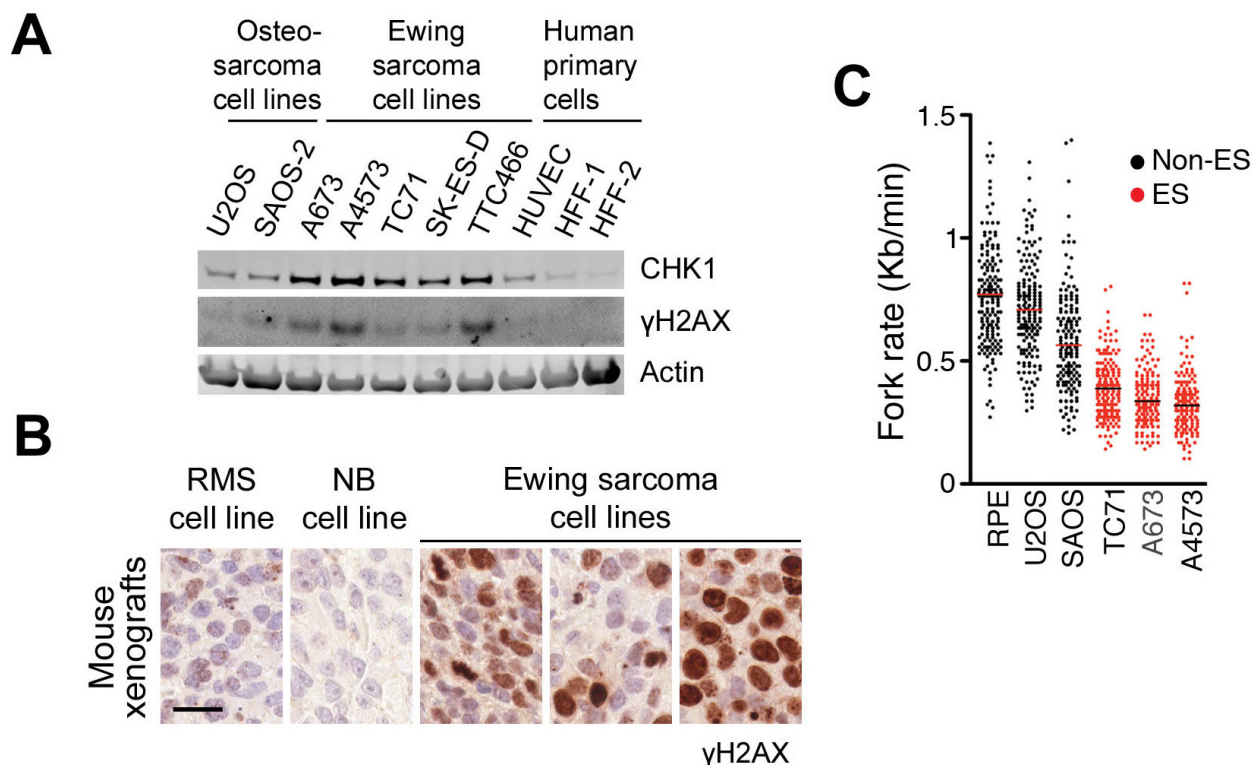 A
Osteo-
sarcoma
cell lines
Ewing
sarcoma
cell lines
Human
primary
cells
U2OS
SAOS-2
A673
A4573
TC71
SK-ES-D
TTC466
HUVEC
HFF-1
HFF-2
CHK1
γH2AX
Actin
B
RMS
cell line
NB
cell line
Ewing sarcoma
cell lines
Mouse
xenografts
γH2AX
C
Fork rate (Kb/min)
1.5
1
0.5
0
Non-ES
ES
RPE
U2OS
SAOS
TC71
A673
A4573